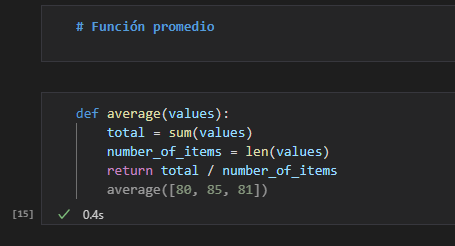 # Función promedio
def average(values):
    total = sum(values)
    number_of_items = len(values)
    return total / number_of_items
    average([80, 85, 81])
[15] ✓ 0.4s